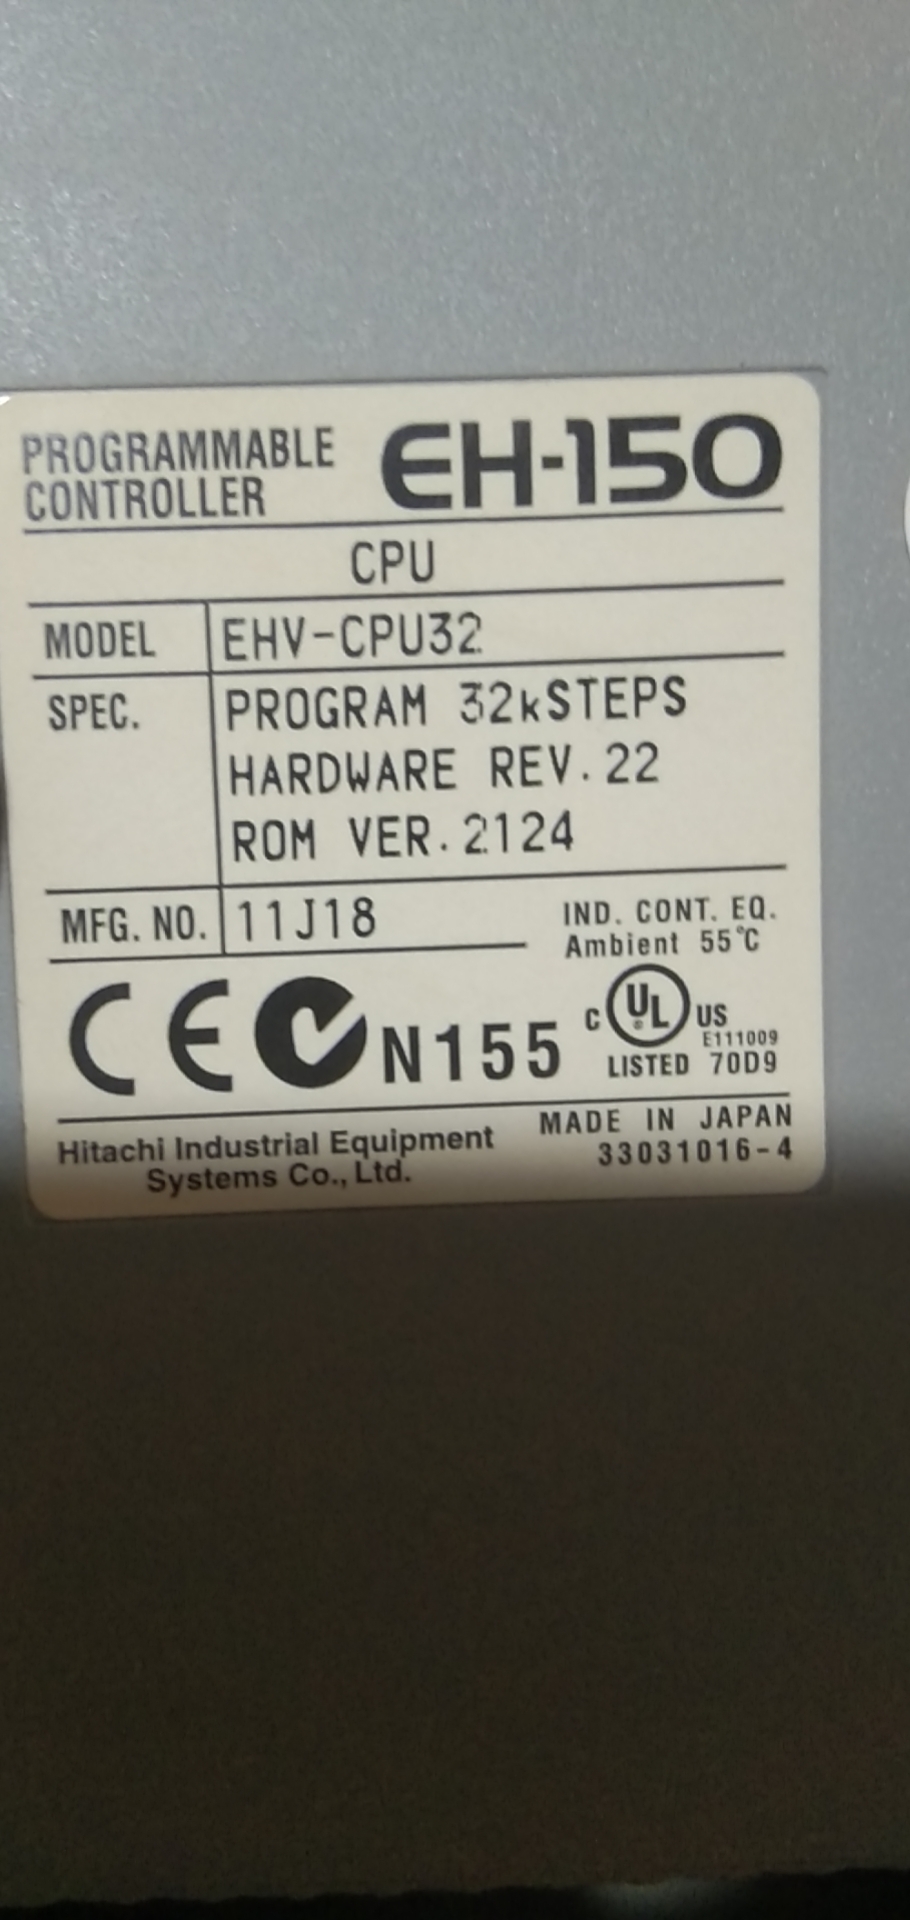 PROGRAMMABLE
CONTROLLER
EH-150
CPU
MODEL EHV-CPU32
SPEC. PROGRAM 32kSTEPS
HARDWARE REV.22
ROM VER.2124
MFG. NO. 11J18
IND. CONT. EQ.
Ambient 55℃
CE N155
C UL® US
E111009
LISTED 70D9
Hitachi Industrial Equipment
Systems Co., Ltd.
MADE IN JAPAN
33031016-4